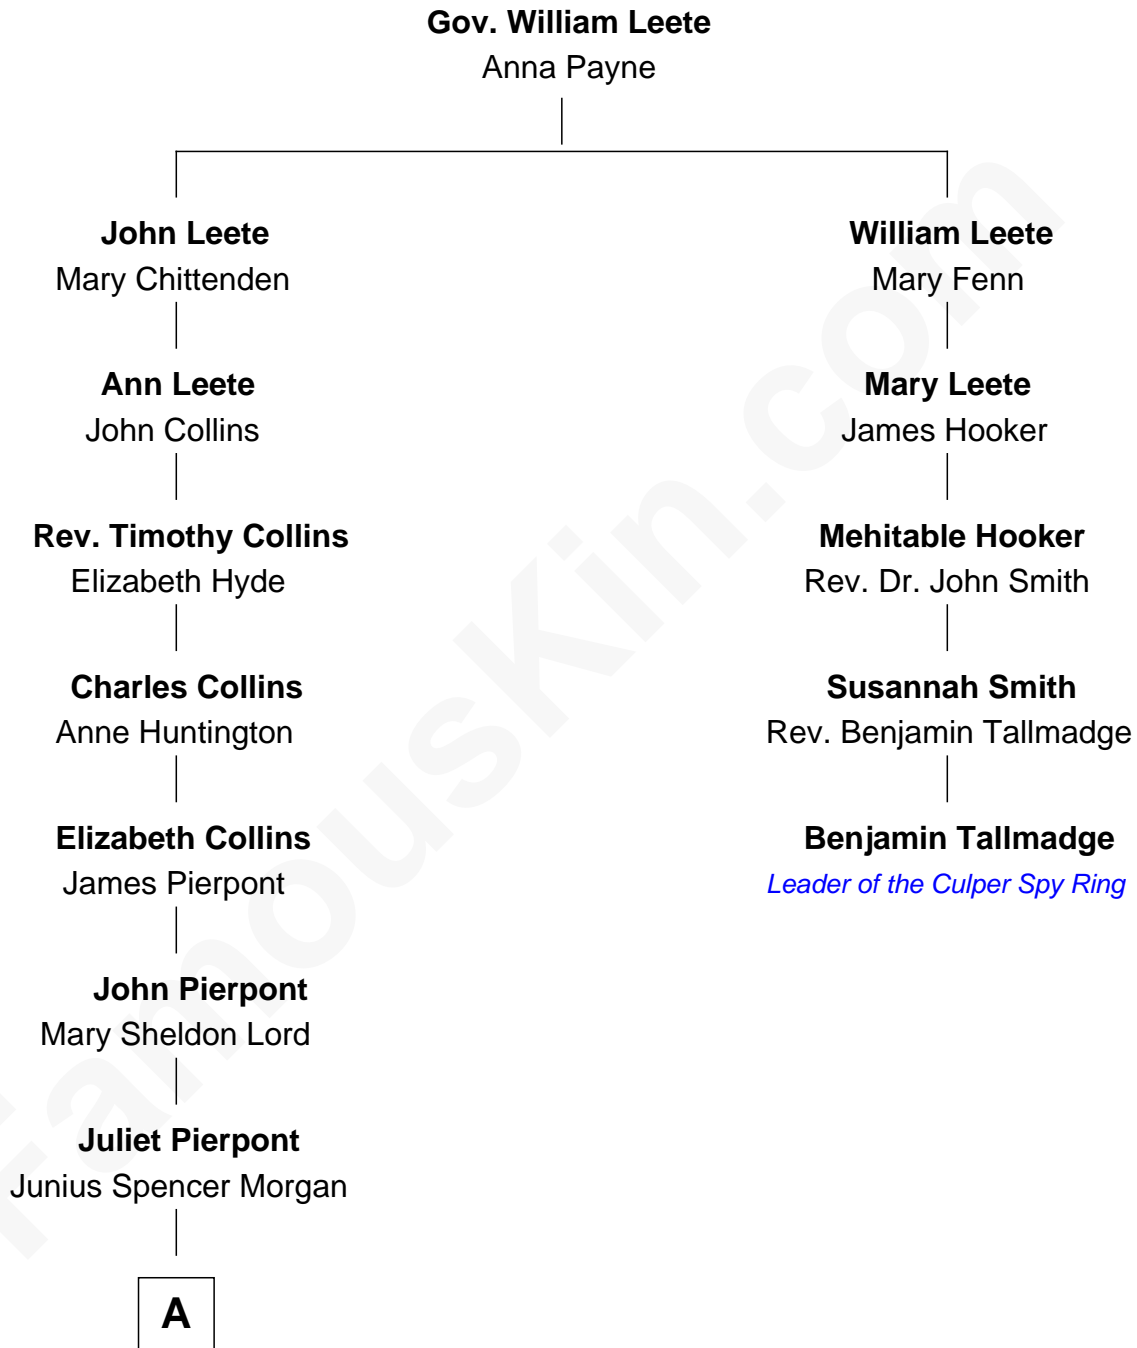 Gov. William Leete
Anna Payne
John Leete
Mary Chittenden
William Leete
Mary Fenn
Ann Leete
John Collins
Mary Leete
James Hooker
Rev. Timothy Collins
Elizabeth Hyde
Mehitable Hooker
Rev. Dr. John Smith
Charles Collins
Anne Huntington
Susannah Smith
Rev. Benjamin Tallmadge
Elizabeth Collins
James Pierpont
Benjamin Tallmadge
Leader of the Culper Spy Ring
John Pierpont
Mary Sheldon Lord
Juliet Pierpont
Junius Spencer Morgan
A
FamousKin.com